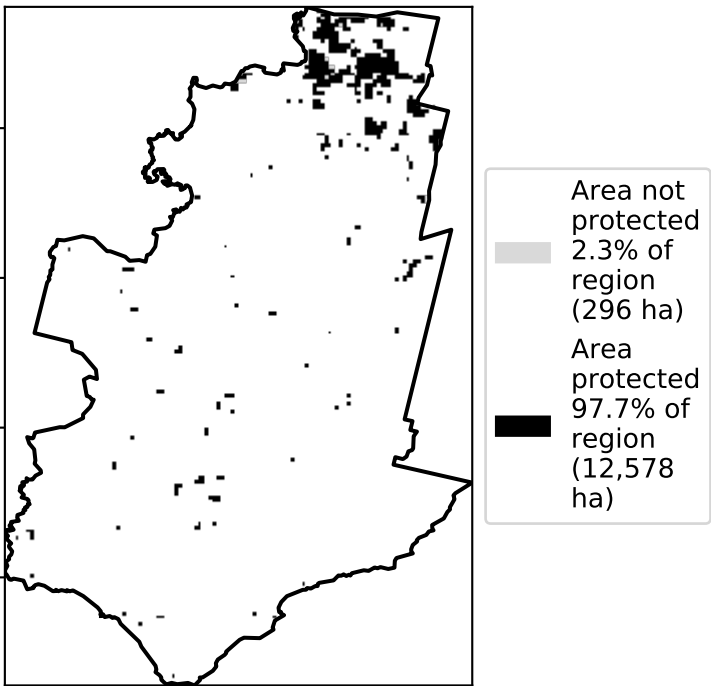 Area not
protected
2.3% of
region
(296 ha)
Area
protected
97.7% of
region
(12,578
ha)